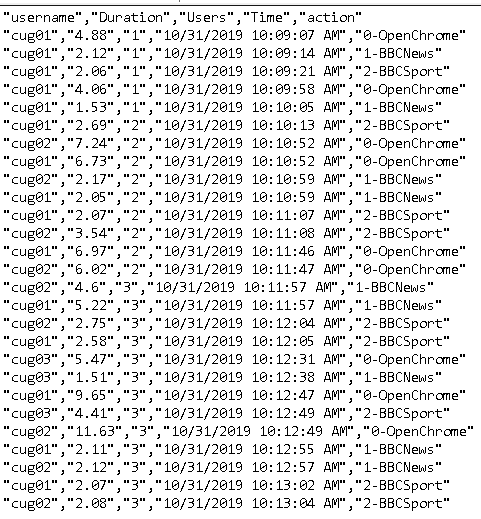 "username","Duration","Users","Time","action"
"cug01","4.88","1","10/31/2019 10:09:07 AM","0-OpenChrome"
"cug01","2.12","1","10/31/2019 10:09:14 AM","1-BBCNews"
"cug01","2.06","1","10/31/2019 10:09:21 AM","2-BBCSport"
"cug01","4.06","1","10/31/2019 10:09:58 AM","0-OpenChrome"
"cug01","1.53","1","10/31/2019 10:10:05 AM","1-BBCNews"
"cug01","2.69","2","10/31/2019 10:10:13 AM","2-BBCSport"
"cug02","7.24","2","10/31/2019 10:10:52 AM","0-OpenChrome"
"cug01","6.73","2","10/31/2019 10:10:52 AM","0-OpenChrome"
"cug02","2.17","2","10/31/2019 10:10:59 AM","1-BBCNews"
"cug01","2.05","2","10/31/2019 10:10:59 AM","1-BBCNews"
"cug01","2.07","2","10/31/2019 10:11:07 AM","2-BBCSport"
"cug02","3.54","2","10/31/2019 10:11:08 AM","2-BBCSport"
"cug01","6.97","2","10/31/2019 10:11:46 AM","0-OpenChrome"
"cug02","6.02","2","10/31/2019 10:11:47 AM","0-OpenChrome"
"cug02","4.6","3","10/31/2019 10:11:57 AM","1-BBCNews"
"cug01","5.22","3","10/31/2019 10:11:57 AM","1-BBCNews"
"cug02","2.75","3","10/31/2019 10:12:04 AM","2-BBCSport"
"cug01","2.58","3","10/31/2019 10:12:05 AM","2-BBCSport"
"cug03","5.47","3","10/31/2019 10:12:31 AM","0-OpenChrome"
"cug03","1.51","3","10/31/2019 10:12:38 AM","1-BBCNews"
"cug01","9.65","3","10/31/2019 10:12:47 AM","0-OpenChrome"
"cug03","4.41","3","10/31/2019 10:12:49 AM","2-BBCSport"
"cug02","11.63","3","10/31/2019 10:12:49 AM","0-OpenChrome"
"cug01","2.11","3","10/31/2019 10:12:55 AM","1-BBCNews"
"cug02","2.12","3","10/31/2019 10:12:57 AM","1-BBCNews"
"cug01","2.07","3","10/31/2019 10:13:02 AM","2-BBCSport"
"cug02","2.08","3","10/31/2019 10:13:04 AM","2-BBCSport"